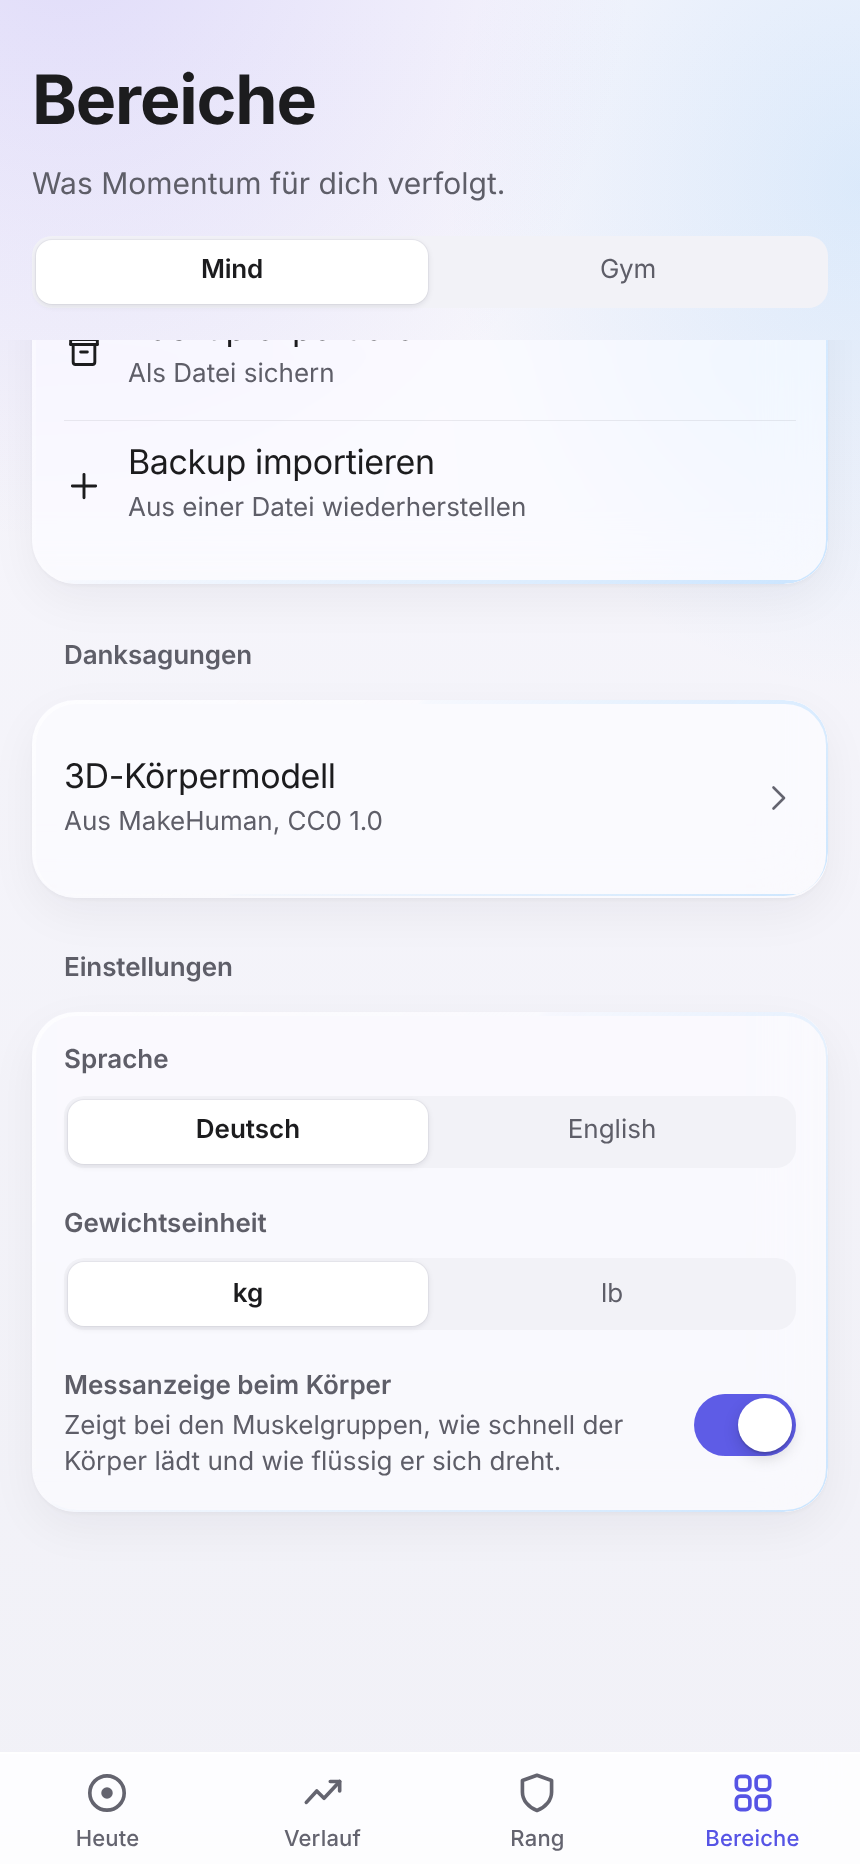 Bereiche
Was Momentum für dich verfolgt.
Mind
Gym
Als Datei sichern
Backup importieren
Aus einer Datei wiederherstellen
Danksagungen
3D-Körpermodell
Aus MakeHuman, CC0 1.0
Einstellungen
Sprache
Deutsch
English
Gewichtseinheit
kg
lb
Messanzeige beim Körper
Zeigt bei den Muskelgruppen, wie schnell der
Körper lädt und wie flüssig er sich dreht.
Heute
Verlauf
Rang
Bereiche